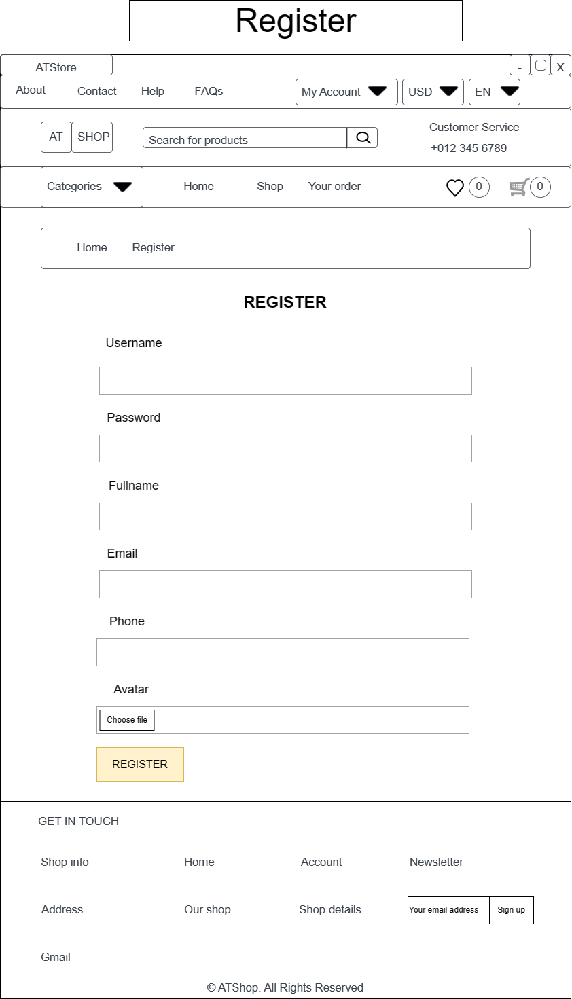 Register
ATStore - X
About Contact Help FAQs My Account USD EN
AT SHOP Search for products Customer Service
+012 345 6789
Categories Home Shop Your order 0 0
Home Register
REGISTER
Username
Password
Fullname
Email
Phone
Avatar
Choose file
REGISTER
GET IN TOUCH
Shop info Home Account Newsletter
Address Our shop Shop details Your email address Sign up
Gmail
© ATShop. All Rights Reserved